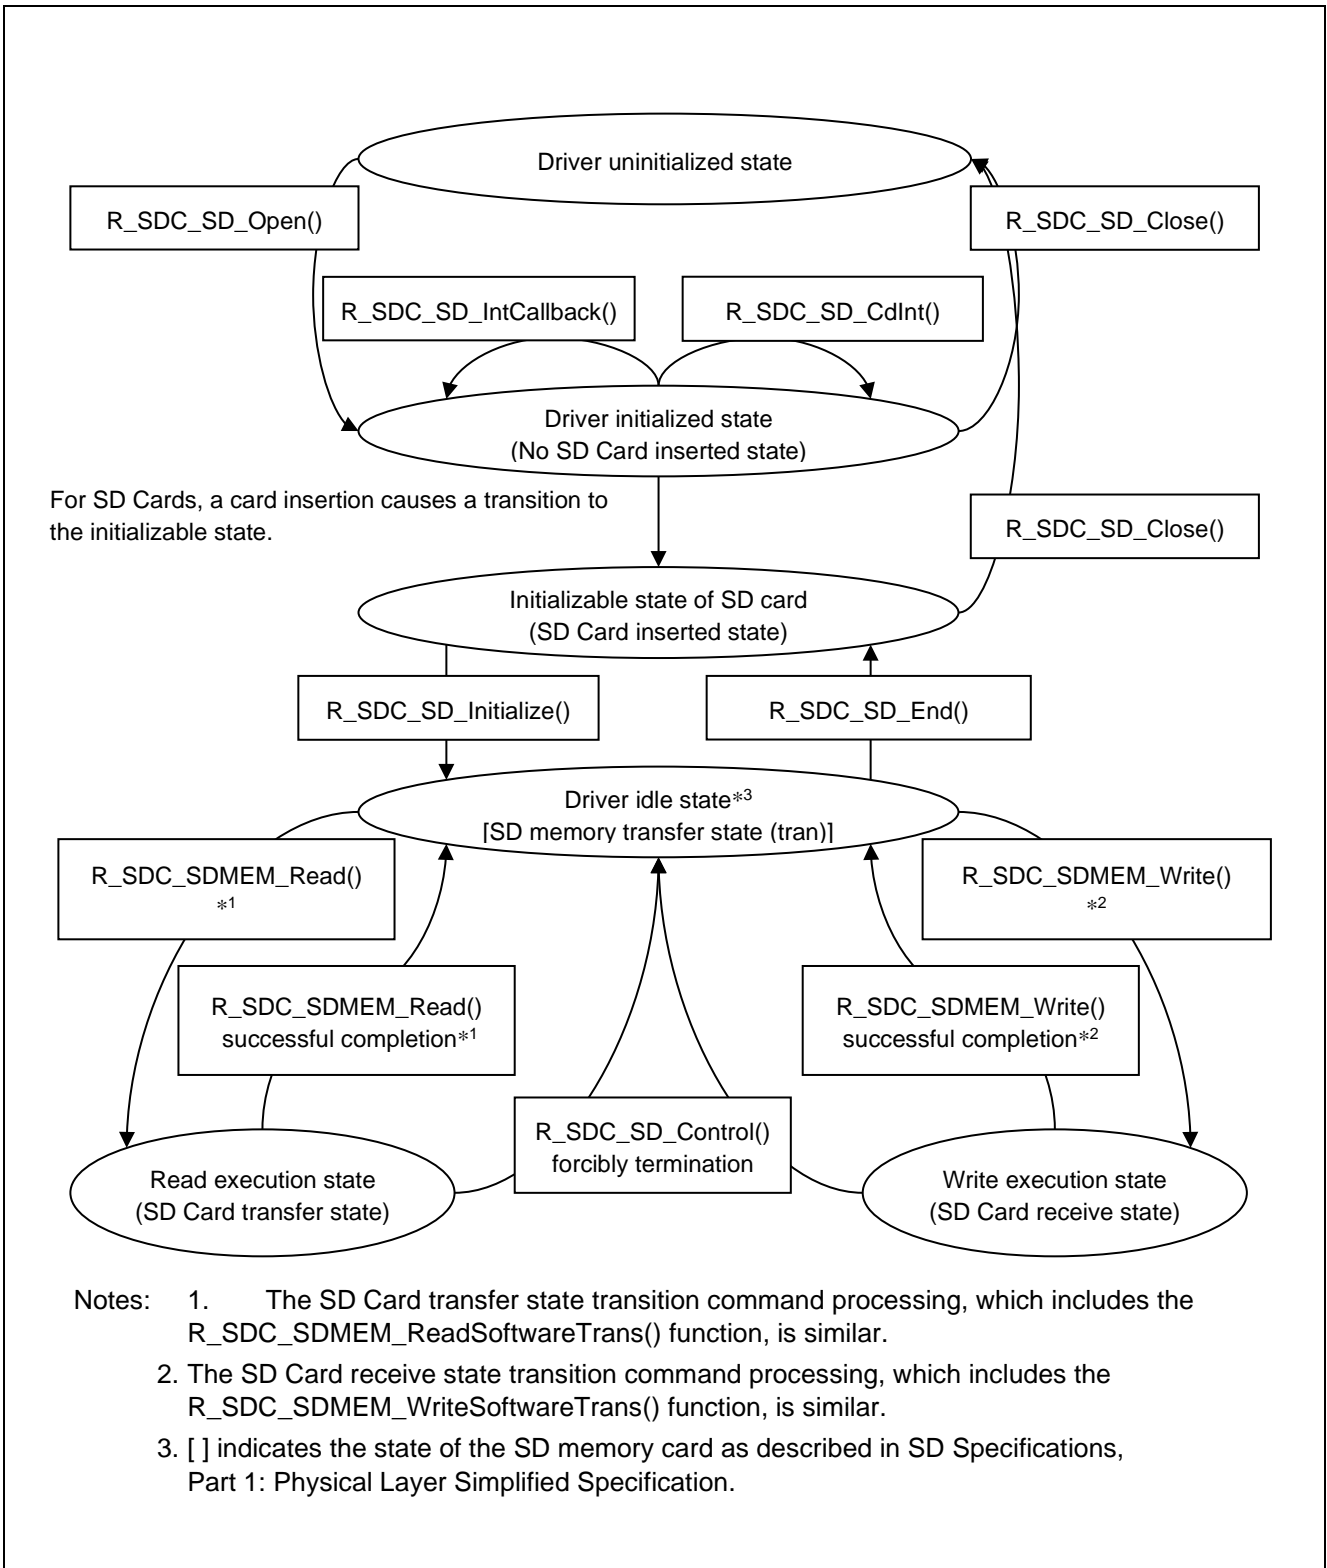 Driver uninitialized state
R_SDC_SD_Open()
R_SDC_SD_Close()
R_SDC_SD_IntCallback()
R_SDC_SD_CdInt()
Driver initialized state
(No SD Card inserted state)
For SD Cards, a card insertion causes a transition to
the initializable state.
R_SDC_SD_Close()
Initializable state of SD card
(SD Card inserted state)
R_SDC_SD_Initialize()
R_SDC_SD_End()
Driver idle state*3
[SD memory transfer state (tran)]
R_SDC_SDMEM_Read()
*1
R_SDC_SDMEM_Write()
*2
R_SDC_SDMEM_Read()
successful completion*1
R_SDC_SDMEM_Write()
successful completion*2
R_SDC_SD_Control()
forcibly termination
Read execution state
(SD Card transfer state)
Write execution state
(SD Card receive state)
Notes: 1. The SD Card transfer state transition command processing, which includes the
R_SDC_SDMEM_ReadSoftwareTrans() function, is similar.
2. The SD Card receive state transition command processing, which includes the
R_SDC_SDMEM_WriteSoftwareTrans() function, is similar.
3. [ ] indicates the state of the SD memory card as described in SD Specifications,
Part 1: Physical Layer Simplified Specification.